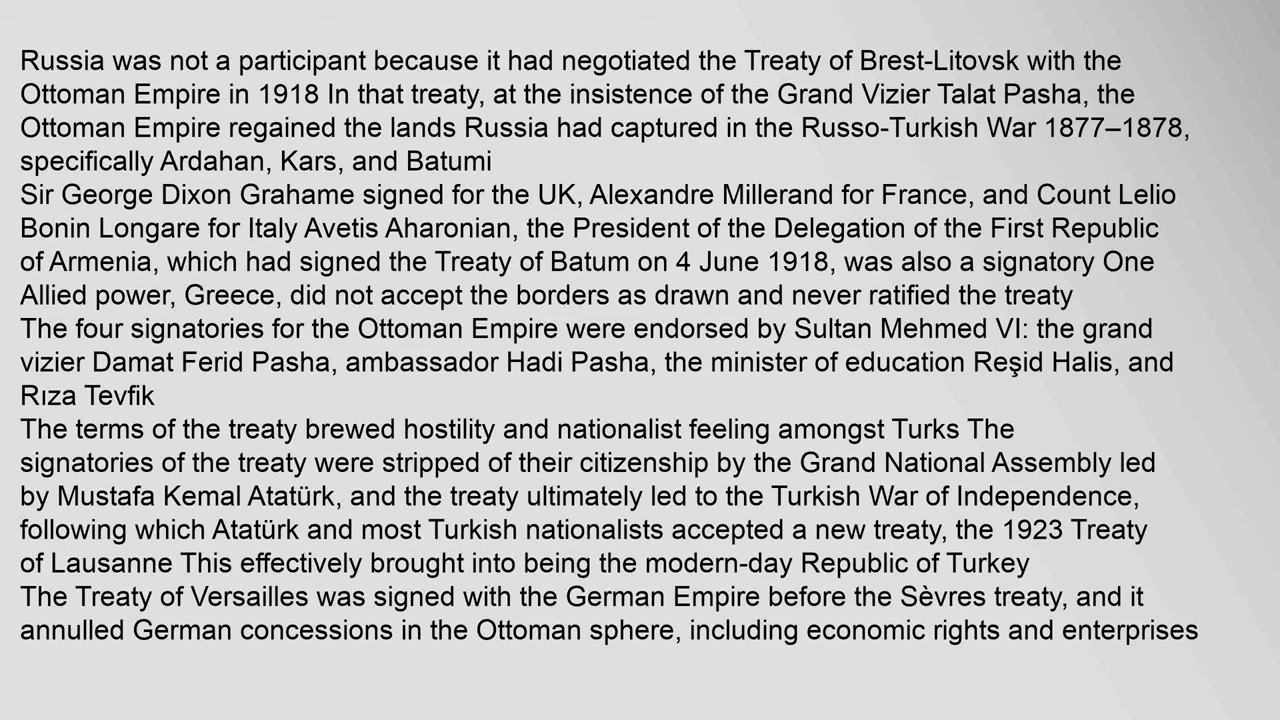 Russia was not a participant because it had negotiated the Treaty of Brest-Litovsk with the
Ottoman Empire in 1918 In that treaty, at the insistence of the Grand Vizier Talat Pasha, the
Ottoman Empire regained the lands Russia had captured in the Russo-Turkish War 1877–1878,
specifically Ardahan, Kars, and Batumi
Sir George Dixon Grahame signed for the UK, Alexandre Millerand for France, and Count Lelio
Bonin Longare for Italy Avetis Aharonian, the President of the Delegation of the First Republic
of Armenia, which had signed the Treaty of Batum on 4 June 1918, was also a signatory One
Allied power, Greece, did not accept the borders as drawn and never ratified the treaty
The four signatories for the Ottoman Empire were endorsed by Sultan Mehmed VI: the grand
vizier Damat Ferid Pasha, ambassador Hadi Pasha, the minister of education Reşid Halis, and
Rıza Tevfik
The terms of the treaty brewed hostility and nationalist feeling amongst Turks The
signatories of the treaty were stripped of their citizenship by the Grand National Assembly led
by Mustafa Kemal Atatürk, and the treaty ultimately led to the Turkish War of Independence,
following which Atatürk and most Turkish nationalists accepted a new treaty, the 1923 Treaty
of Lausanne This effectively brought into being the modern-day Republic of Turkey
The Treaty of Versailles was signed with the German Empire before the Sèvres treaty, and it
annulled German concessions in the Ottoman sphere, including economic rights and enterprises